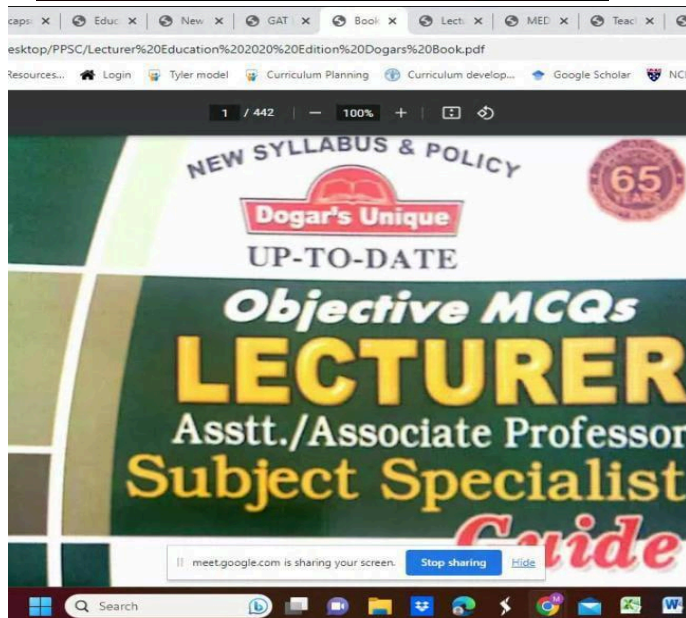 caps Educ New GAT Book Lect MED Teac
esktop/PPSC/Lecturer%20Education%202020%20Edition%20Dogars%20Book.pdf
Resources... Login Tyler model Curriculum Planning Curriculum develop... Google Scholar NC
1 / 442 — 100% +
NEW SYLLABUS & POLICY
65
YEARS
Dogar's Unique
UP-TO-DATE
Objective MCQs
LECTURER
Asstt./Associate Professor
Subject Specialist
Guide
meet.google.com is sharing your screen. Stop sharing Hide
Search